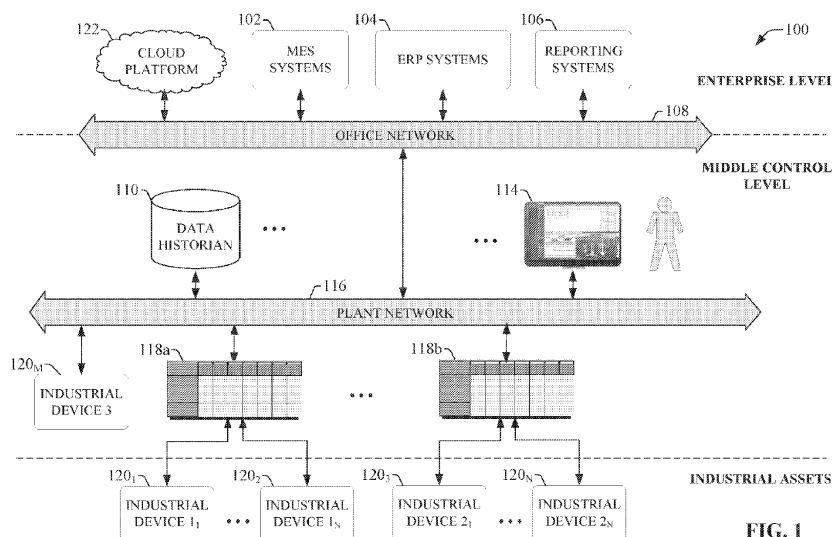 122
102
104
106
100
CLOUD
PLATFORM
MES
SYSTEMS
ERP SYSTEMS
REPORTING
SYSTEMS
ENTERPRISE LEVEL
108
OFFICE NETWORK
MIDDLE CONTROL
LEVEL
110
DATA
HISTORIAN
114
116
PLANT NETWORK
120M
INDUSTRIAL
DEVICE 3
118a
118b
INDUSTRIAL ASSETS
1201
INDUSTRIAL
DEVICE 11
1202
INDUSTRIAL
DEVICE 1N
1203
INDUSTRIAL
DEVICE 21
120N
INDUSTRIAL
DEVICE 2N
FIG. 1